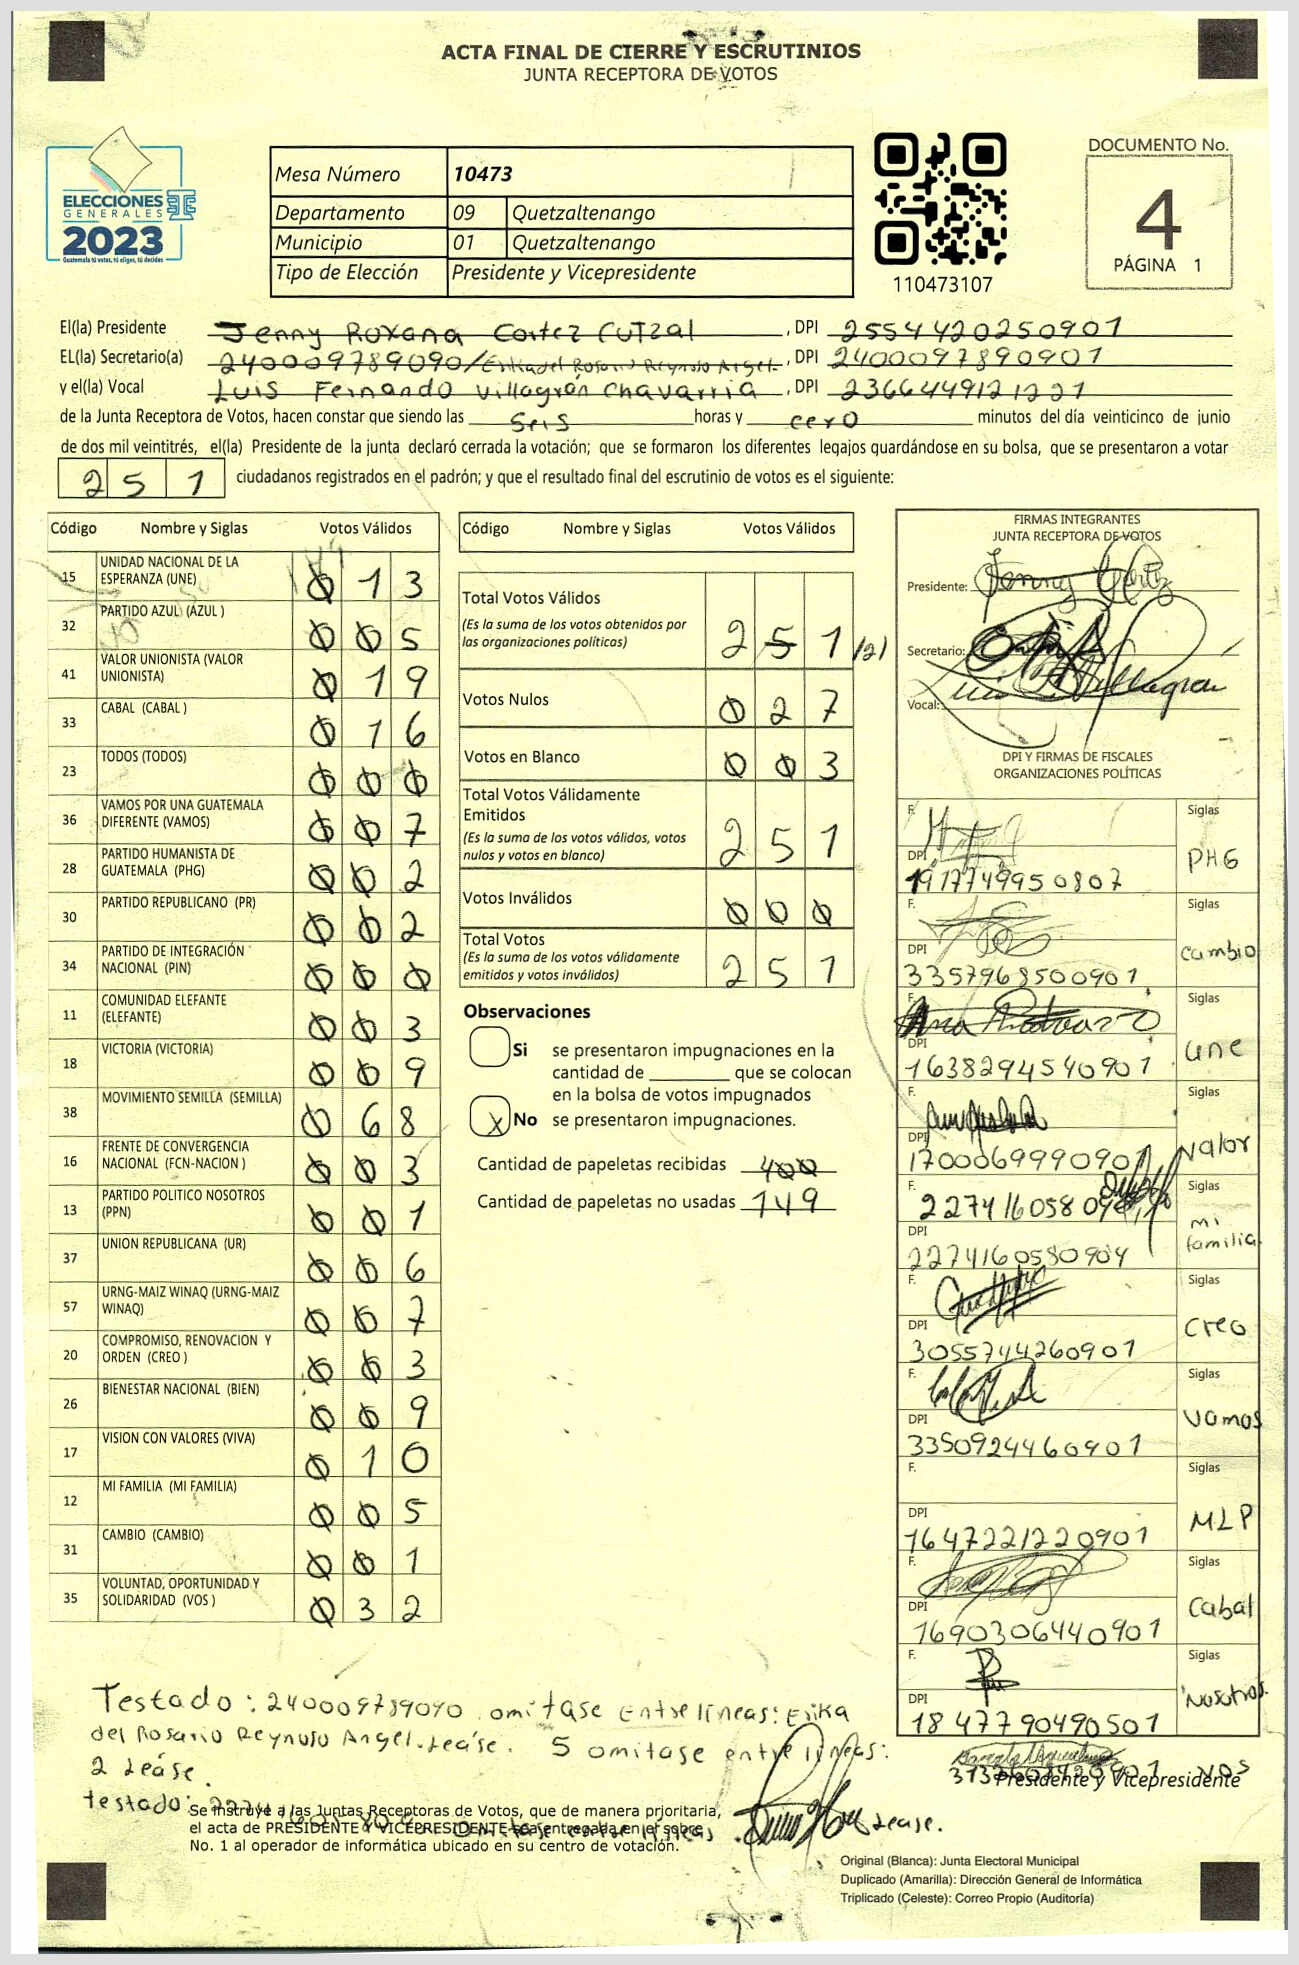 ACTA FINAL DE CIERRE Y ESCRUTINIOS
JUNTA RECEPTORA DE VOTOS
ELECCIONES
GENERALES
2023
Guatemala tú votas, tú eliges, tú decides
Mesa Número 10473
Departamento 09 Quetzaltenango
Municipio 01 Quetzaltenango
Tipo de Elección Presidente y Vicepresidente
110473107
DOCUMENTO No.
4
PÁGINA 1
El(la) Presidente Jenny Roxana Cortez Cutzal, DPI 2554420250901
EL(la) Secretario(a) 240009789090/Erika del Rosario Reynoso Angel, DPI 2400097890901
y el(la) Vocal Luis Fernando Villagrán Chavarria, DPI 2366449121221
de la Junta Receptora de Votos, hacen constar que siendo las seis horas y cero minutos del día veinticinco de junio
de dos mil veintitrés, el(la) Presidente de la junta declaró cerrada la votación; que se formaron los diferentes legajos guardándose en su bolsa, que se presentaron a votar
251 ciudadanos registrados en el padrón; y que el resultado final del escrutinio de votos es el siguiente:
Código Nombre y Siglas Votos Válidos
15 UNIDAD NACIONAL DE LA ESPERANZA (UNE) 0 1 3
32 PARTIDO AZUL (AZUL ) 0 0 5
41 VALOR UNIONISTA (VALOR UNIONISTA) 0 1 9
33 CABAL (CABAL ) 0 1 6
23 TODOS (TODOS) 0 0 0
36 VAMOS POR UNA GUATEMALA DIFERENTE (VAMOS) 0 0 7
28 PARTIDO HUMANISTA DE GUATEMALA (PHG) 0 0 2
30 PARTIDO REPUBLICANO (PR) 0 0 2
34 PARTIDO DE INTEGRACIÓN NACIONAL (PIN) 0 0 0
11 COMUNIDAD ELEFANTE (ELEFANTE) 0 0 3
18 VICTORIA (VICTORIA) 0 0 9
38 MOVIMIENTO SEMILLA (SEMILLA) 0 6 8
16 FRENTE DE CONVERGENCIA NACIONAL (FCN-NACION ) 0 0 3
13 PARTIDO POLITICO NOSOTROS (PPN) 0 0 1
37 UNION REPUBLICANA (UR) 0 0 6
57 URNG-MAIZ WINAQ (URNG-MAIZ WINAQ) 0 0 7
20 COMPROMISO, RENOVACION Y ORDEN (CREO ) 0 0 3
26 BIENESTAR NACIONAL (BIEN) 0 0 9
17 VISION CON VALORES (VIVA) 0 1 0
12 MI FAMILIA (MI FAMILIA) 0 0 5
31 CAMBIO (CAMBIO) 0 0 1
35 VOLUNTAD, OPORTUNIDAD Y SOLIDARIDAD (VOS ) 0 3 2
Código Nombre y Siglas Votos Válidos
Total Votos Válidos 2 5 1 /2/
(Es la suma de los votos obtenidos por
las organizaciones políticas)
Votos Nulos 0 2 7
Votos en Blanco 0 0 3
Total Votos Válidamente
Emitidos 2 5 1
(Es la suma de los votos válidos, votos
nulos y votos en blanco)
Votos Inválidos 0 0 0
Total Votos 2 5 1
(Es la suma de los votos válidamente
emitidos y votos inválidos)
Observaciones
Si se presentaron impugnaciones en la
cantidad de ________ que se colocan
en la bolsa de votos impugnados
x No se presentaron impugnaciones.
Cantidad de papeletas recibidas 400
Cantidad de papeletas no usadas 149
FIRMAS INTEGRANTES
JUNTA RECEPTORA DE VOTOS
Presidente: Jenny Cortez
Secretario:
Vocal: Luis F. Villagrán
DPI Y FIRMAS DE FISCALES
ORGANIZACIONES POLÍTICAS
F. Siglas
DPI PHG
1917749950807
F. Siglas
DPI cambio
3357968500901
F. Siglas
DPI une
1638294540901
F. Siglas
DPI Valor
1700069990901
F. Siglas
DPI mi familia
2274160580904
F. Siglas
DPI Creo
3055744260901
F. Siglas
DPI Vamos
3350924460901
F. Siglas
DPI MLP
1647221220901
F. Siglas
DPI Cabal
1690306440901
F. Siglas
DPI Nosotros
1847790490501
VOS
Presidente y Vicepresidente
Testado: 240009789090 omitase Entre líneas: Erika
del Rosario Reynoso Angel. Léase. 5 omitase entre líneas:
2 Léase.
testado: omitase entre líneas Léase.
Se instruye a las Juntas Receptoras de Votos, que de manera prioritaria,
el acta de PRESIDENTE Y VICEPRESIDENTE sea entregada en el sobre
No. 1 al operador de informática ubicado en su centro de votación.
Original (Blanca): Junta Electoral Municipal
Duplicado (Amarilla): Dirección General de Informática
Triplicado (Celeste): Correo Propio (Auditoría)